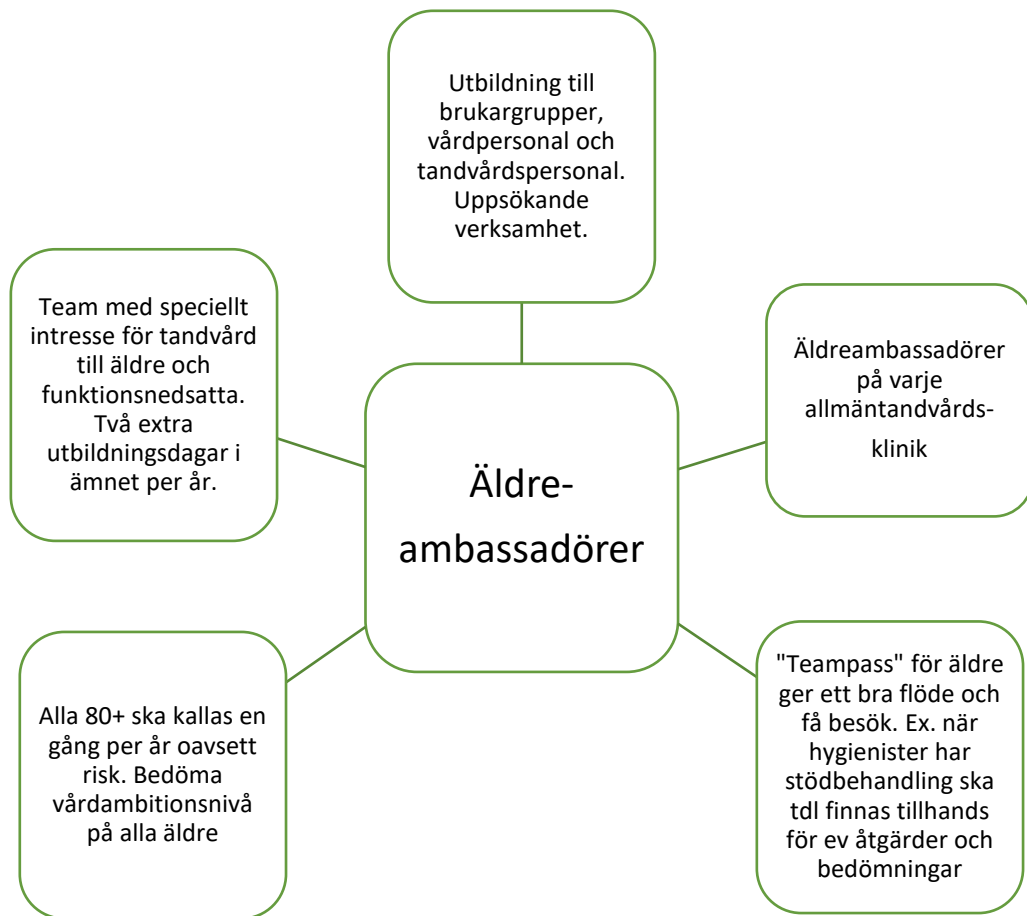 Utbildning till
brukargrupper,
vårdpersonal och
tandvårdspersonal.
Uppsökande
verksamhet.
Team med speciellt
intresse för tandvård
till äldre och
funktionsnedsatta.
Två extra
utbildningsdagar i
ämnet per år.
Äldreambassadörer
på varje
allmäntandvårds-
klinik
Äldre-
ambassadörer
Alla 80+ ska kallas en
gång per år oavsett
risk. Bedöma
vårdambitionsnivå
på alla äldre
"Teampass" för äldre
ger ett bra flöde och
få besök. Ex. när
hygienister har
stödbehandling ska
tdl finnas tillhands
för ev åtgärder och
bedömningar